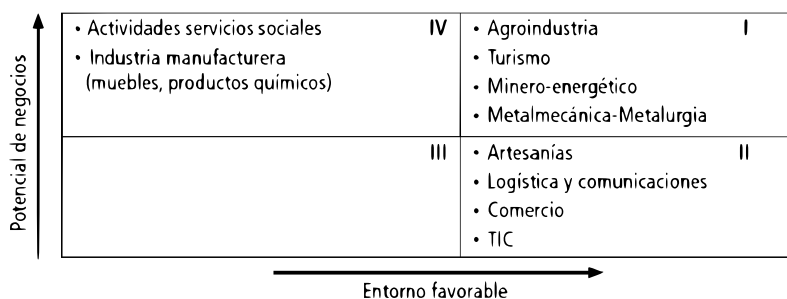 Potencial de negocios
• Actividades servicios sociales
IV
• Industria manufacturera
(muebles, productos químicos)
• Agroindustria
I
• Turismo
• Minero-energético
• Metalmecánica-Metalurgia
III
• Artesanías
II
• Logística y comunicaciones
• Comercio
• TIC
Entorno favorable